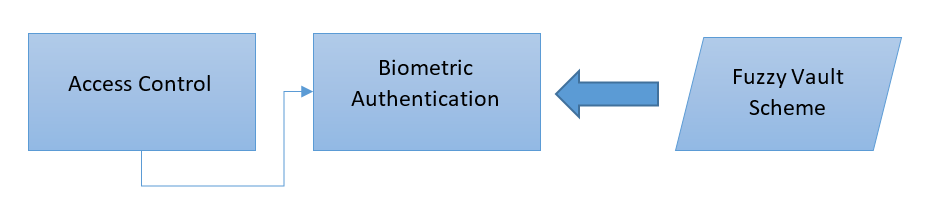 Access Control
Biometric
Authentication
Fuzzy Vault
Scheme